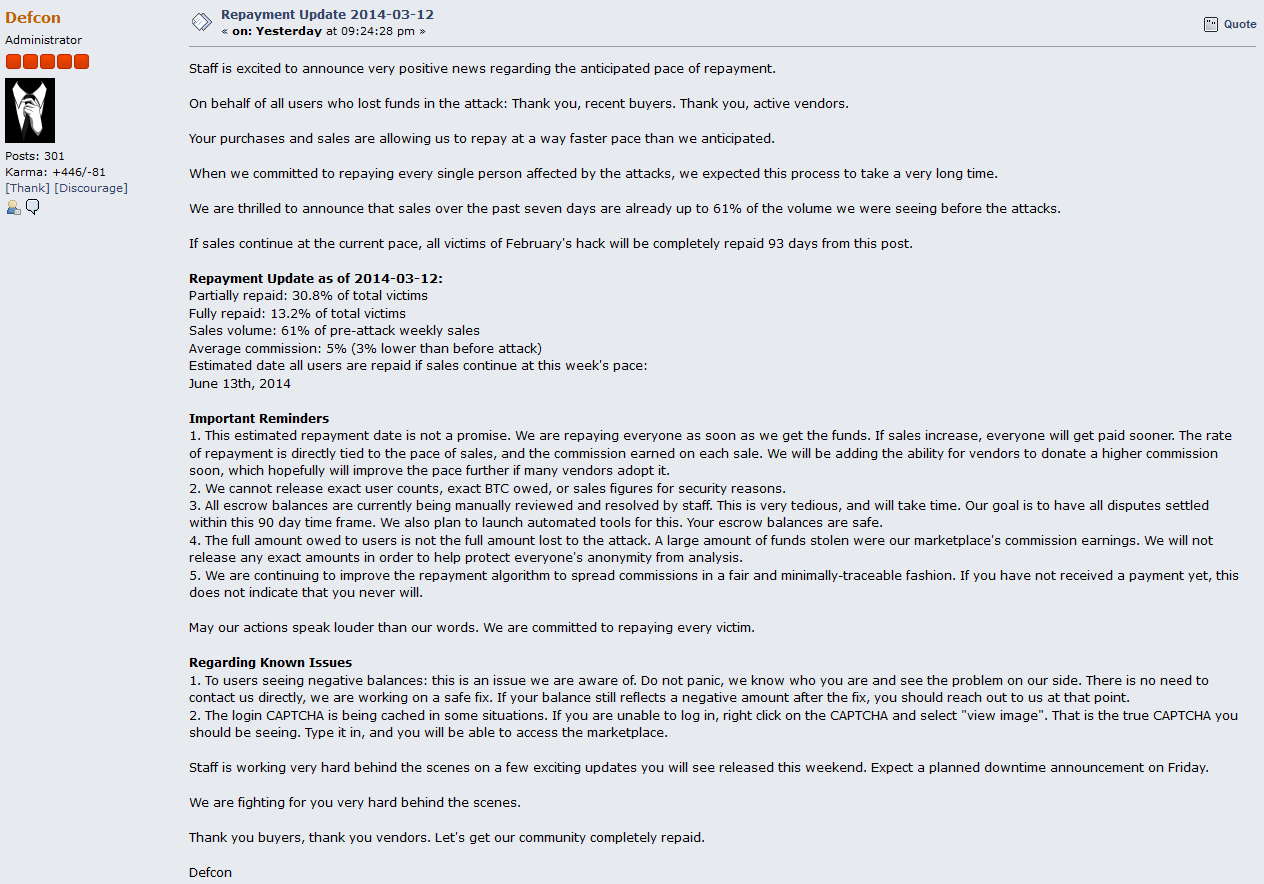 Defcon
Administrator
Posts: 301
Karma: +446/-81
[Thank] [Discourage]
Repayment Update 2014-03-12
« on: Yesterday at 09:24:28 pm »
Quote
Staff is excited to announce very positive news regarding the anticipated pace of repayment.
On behalf of all users who lost funds in the attack: Thank you, recent buyers. Thank you, active vendors.
Your purchases and sales are allowing us to repay at a way faster pace than we anticipated.
When we committed to repaying every single person affected by the attacks, we expected this process to take a very long time.
We are thrilled to announce that sales over the past seven days are already up to 61% of the volume we were seeing before the attacks.
If sales continue at the current pace, all victims of February's hack will be completely repaid 93 days from this post.
Repayment Update as of 2014-03-12:
Partially repaid: 30.8% of total victims
Fully repaid: 13.2% of total victims
Sales volume: 61% of pre-attack weekly sales
Average commission: 5% (3% lower than before attack)
Estimated date all users are repaid if sales continue at this week's pace:
June 13th, 2014
Important Reminders
1. This estimated repayment date is not a promise. We are repaying everyone as soon as we get the funds. If sales increase, everyone will get paid sooner. The rate
of repayment is directly tied to the pace of sales, and the commission earned on each sale. We will be adding the ability for vendors to donate a higher commission
soon, which hopefully will improve the pace further if many vendors adopt it.
2. We cannot release exact user counts, exact BTC owed, or sales figures for security reasons.
3. All escrow balances are currently being manually reviewed and resolved by staff. This is very tedious, and will take time. Our goal is to have all disputes settled
within this 90 day time frame. We also plan to launch automated tools for this. Your escrow balances are safe.
4. The full amount owed to users is not the full amount lost to the attack. A large amount of funds stolen were our marketplace's commission earnings. We will not
release any exact amounts in order to help protect everyone's anonymity from analysis.
5. We are continuing to improve the repayment algorithm to spread commissions in a fair and minimally-traceable fashion. If you have not received a payment yet, this
does not indicate that you never will.
May our actions speak louder than our words. We are committed to repaying every victim.
Regarding Known Issues
1. To users seeing negative balances: this is an issue we are aware of. Do not panic, we know who you are and see the problem on our side. There is no need to
contact us directly, we are working on a safe fix. If your balance still reflects a negative amount after the fix, you should reach out to us at that point.
2. The login CAPTCHA is being cached in some situations. If you are unable to log in, right click on the CAPTCHA and select "view image". That is the true CAPTCHA you
should be seeing. Type it in, and you will be able to access the marketplace.
Staff is working very hard behind the scenes on a few exciting updates you will see released this weekend. Expect a planned downtime announcement on Friday.
We are fighting for you very hard behind the scenes.
Thank you buyers, thank you vendors. Let's get our community completely repaid.
Defcon